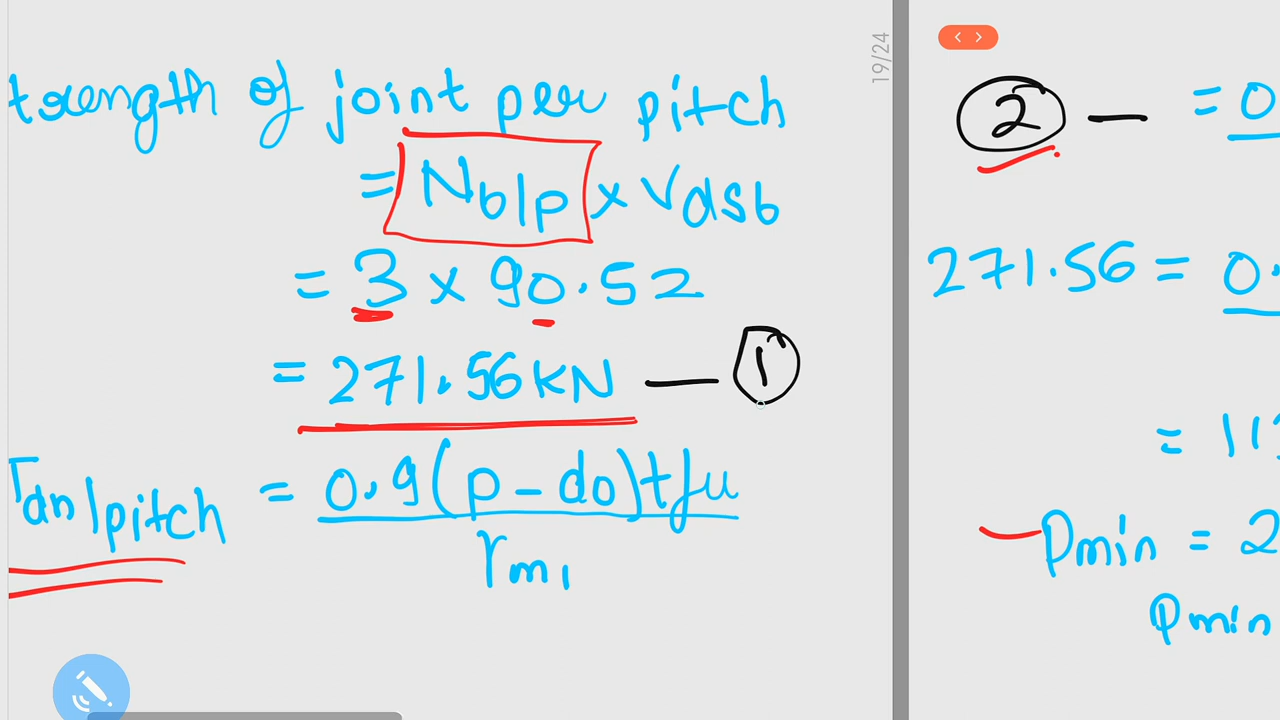 trength of joint per pitch
= Nb/p x Vdsb
= 3 x 90.52
= 271.56 KN — 1
Tdn/pitch = 0.9(p - do)tfu
γm1
19/24
2 — = 0
271.56 = 0.
= 11
Pmin = 2
Pmin